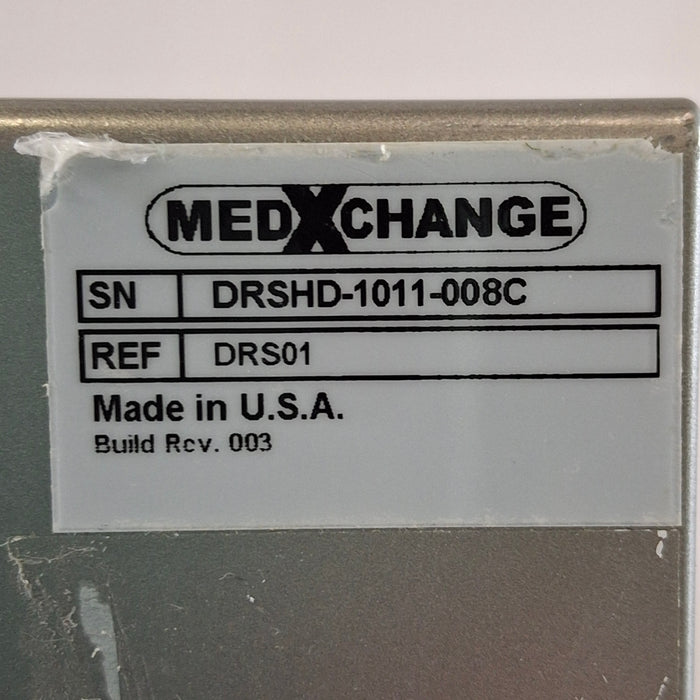 MEDXCHANGE
SN DRSHD-1011-008C
REF DRS01
Made in U.S.A.
Build Rev. 003